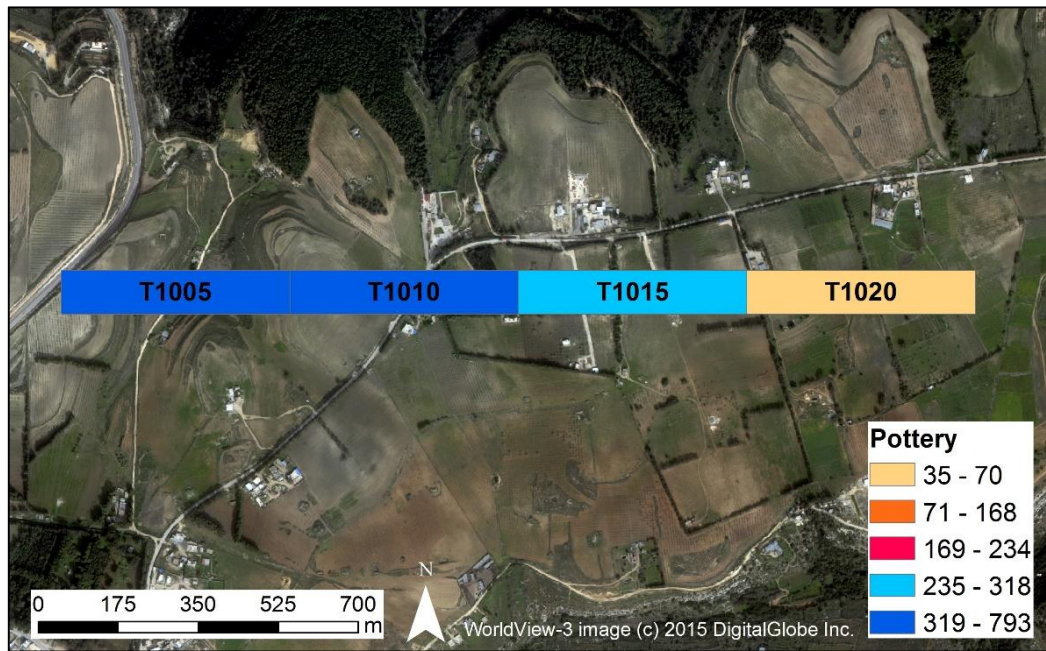 T1005 T1010 T1015 T1020
Pottery
35 - 70
71 - 168
169 - 234
235 - 318
319 - 793
0 175 350 525 700
m
N
WorldView-3 image (c) 2015 DigitalGlobe Inc.